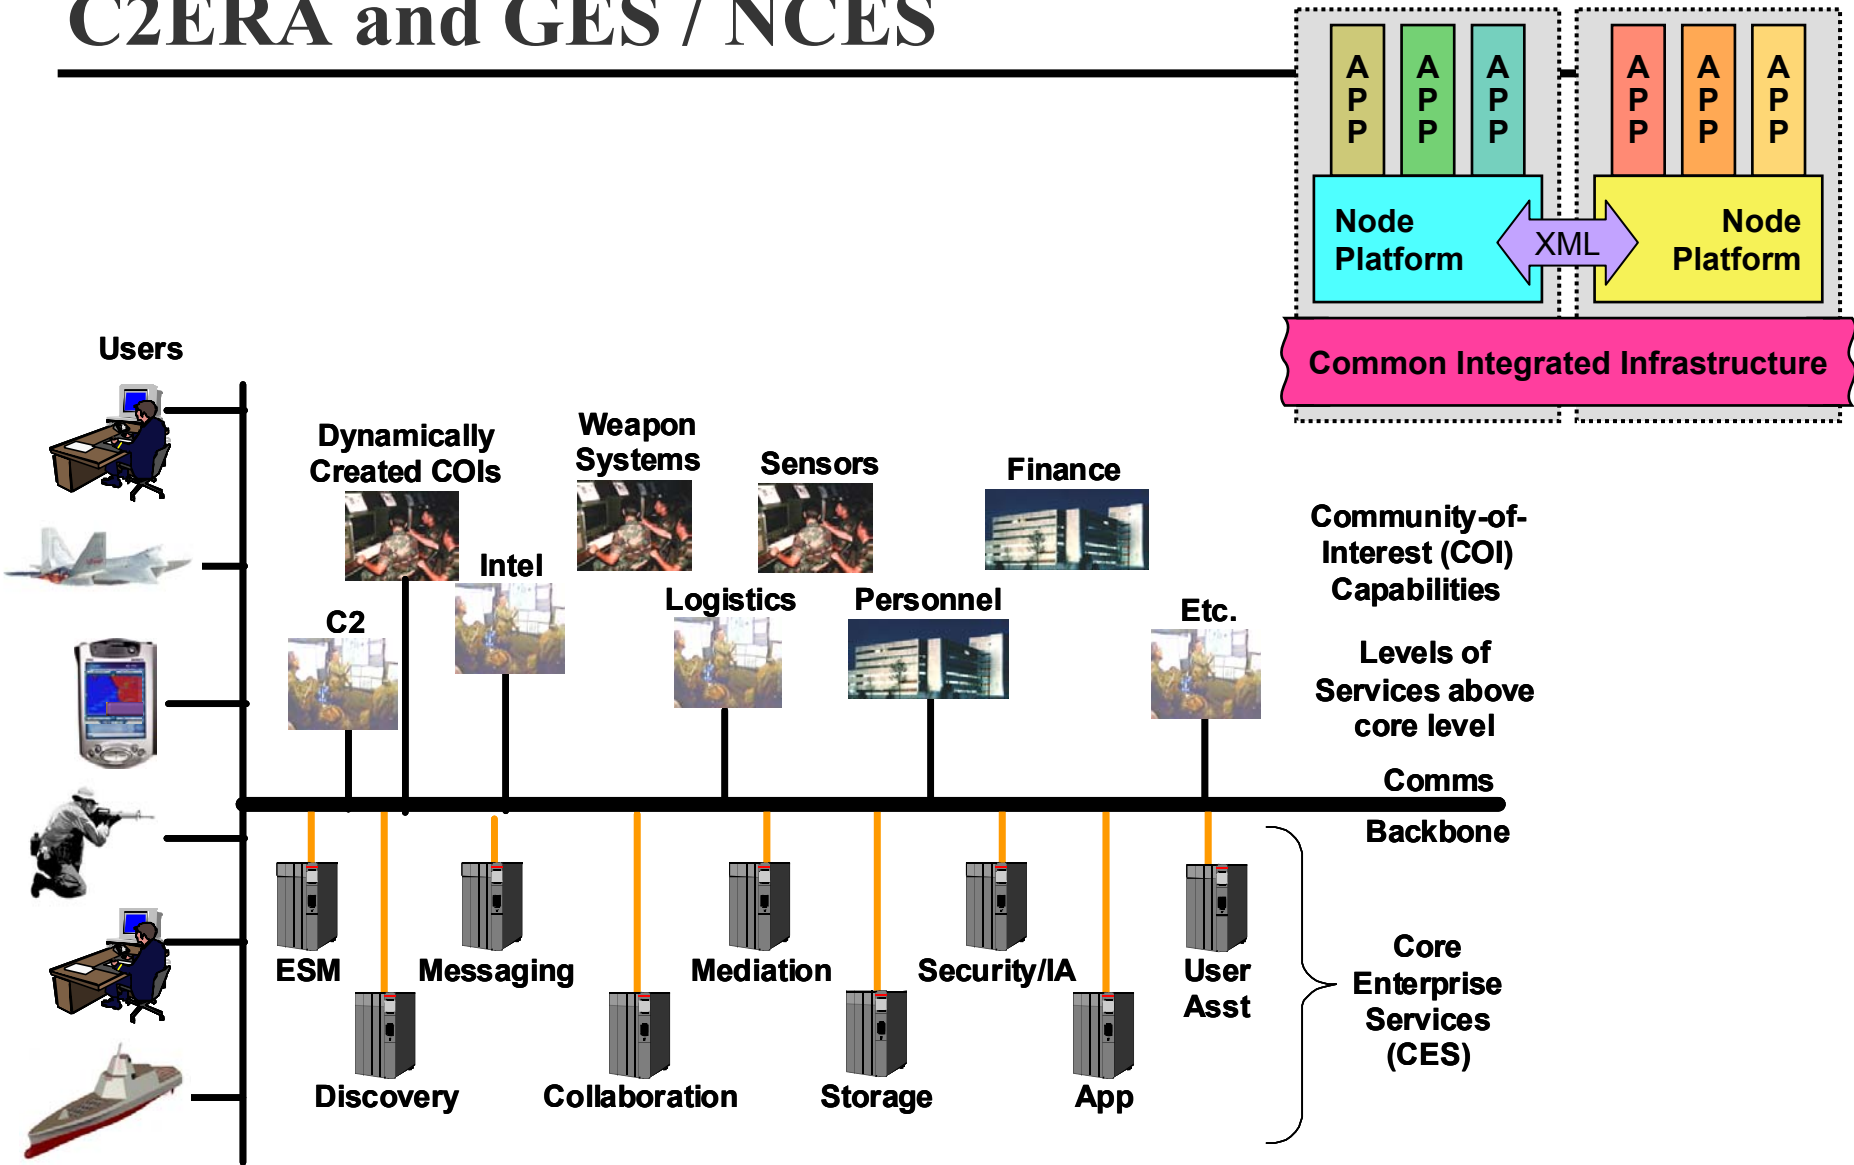 C2ERA and GES / NCES
A
P
P
A
P
P
A
P
P
A
P
P
A
P
P
A
P
P
Node
Platform
XML
Node
Platform
Common Integrated Infrastructure
Users
Dynamically
Created COIs
Weapon
Systems
Sensors
Finance
Intel
C2
Logistics
Personnel
Etc.
Community-of-
Interest (COI)
Capabilities
Levels of
Services above
core level
Comms
Backbone
ESM
Messaging
Mediation
Security/IA
User
Asst
Discovery
Collaboration
Storage
App
Core
Enterprise
Services
(CES)